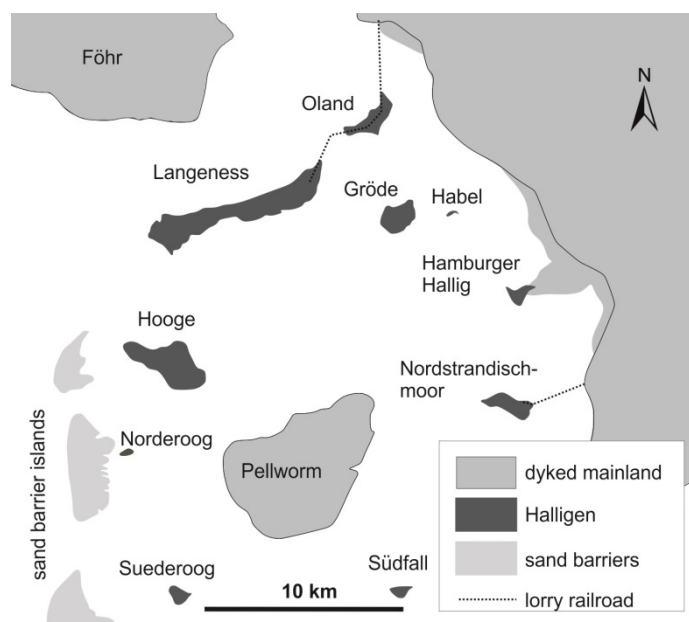 Föhr
N
Oland
Langeness
Gröde
Habel
Hamburger
Hallig
Hooge
Nordstrandisch-
moor
sand barrier islands
Norderoog
Pellworm
Suederoog
10 km
Südfall
dyked mainland
Halligen
sand barriers
lorry railroad